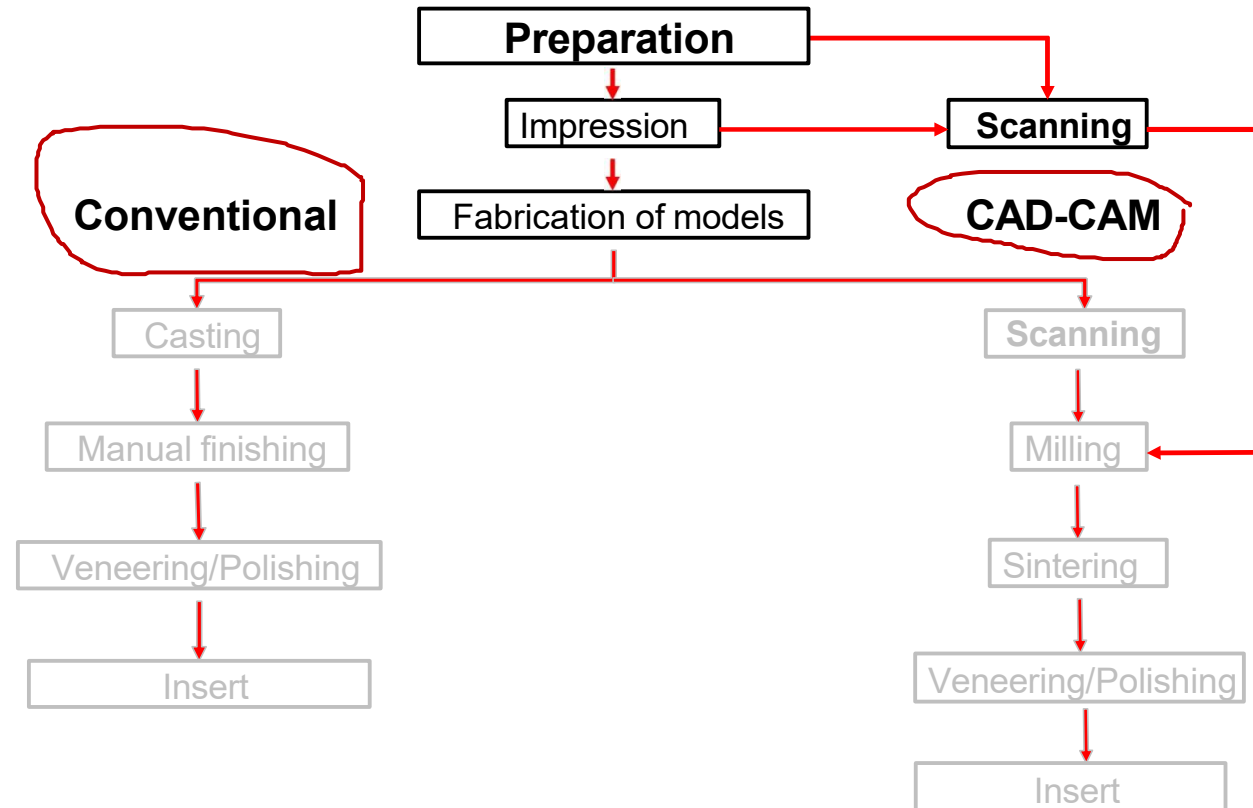 Preparation
Impression
Scanning
Conventional
Fabrication of models
CAD-CAM
Casting
Scanning
Manual finishing
Milling
Veneering/Polishing
Sintering
Insert
Veneering/Polishing
Insert